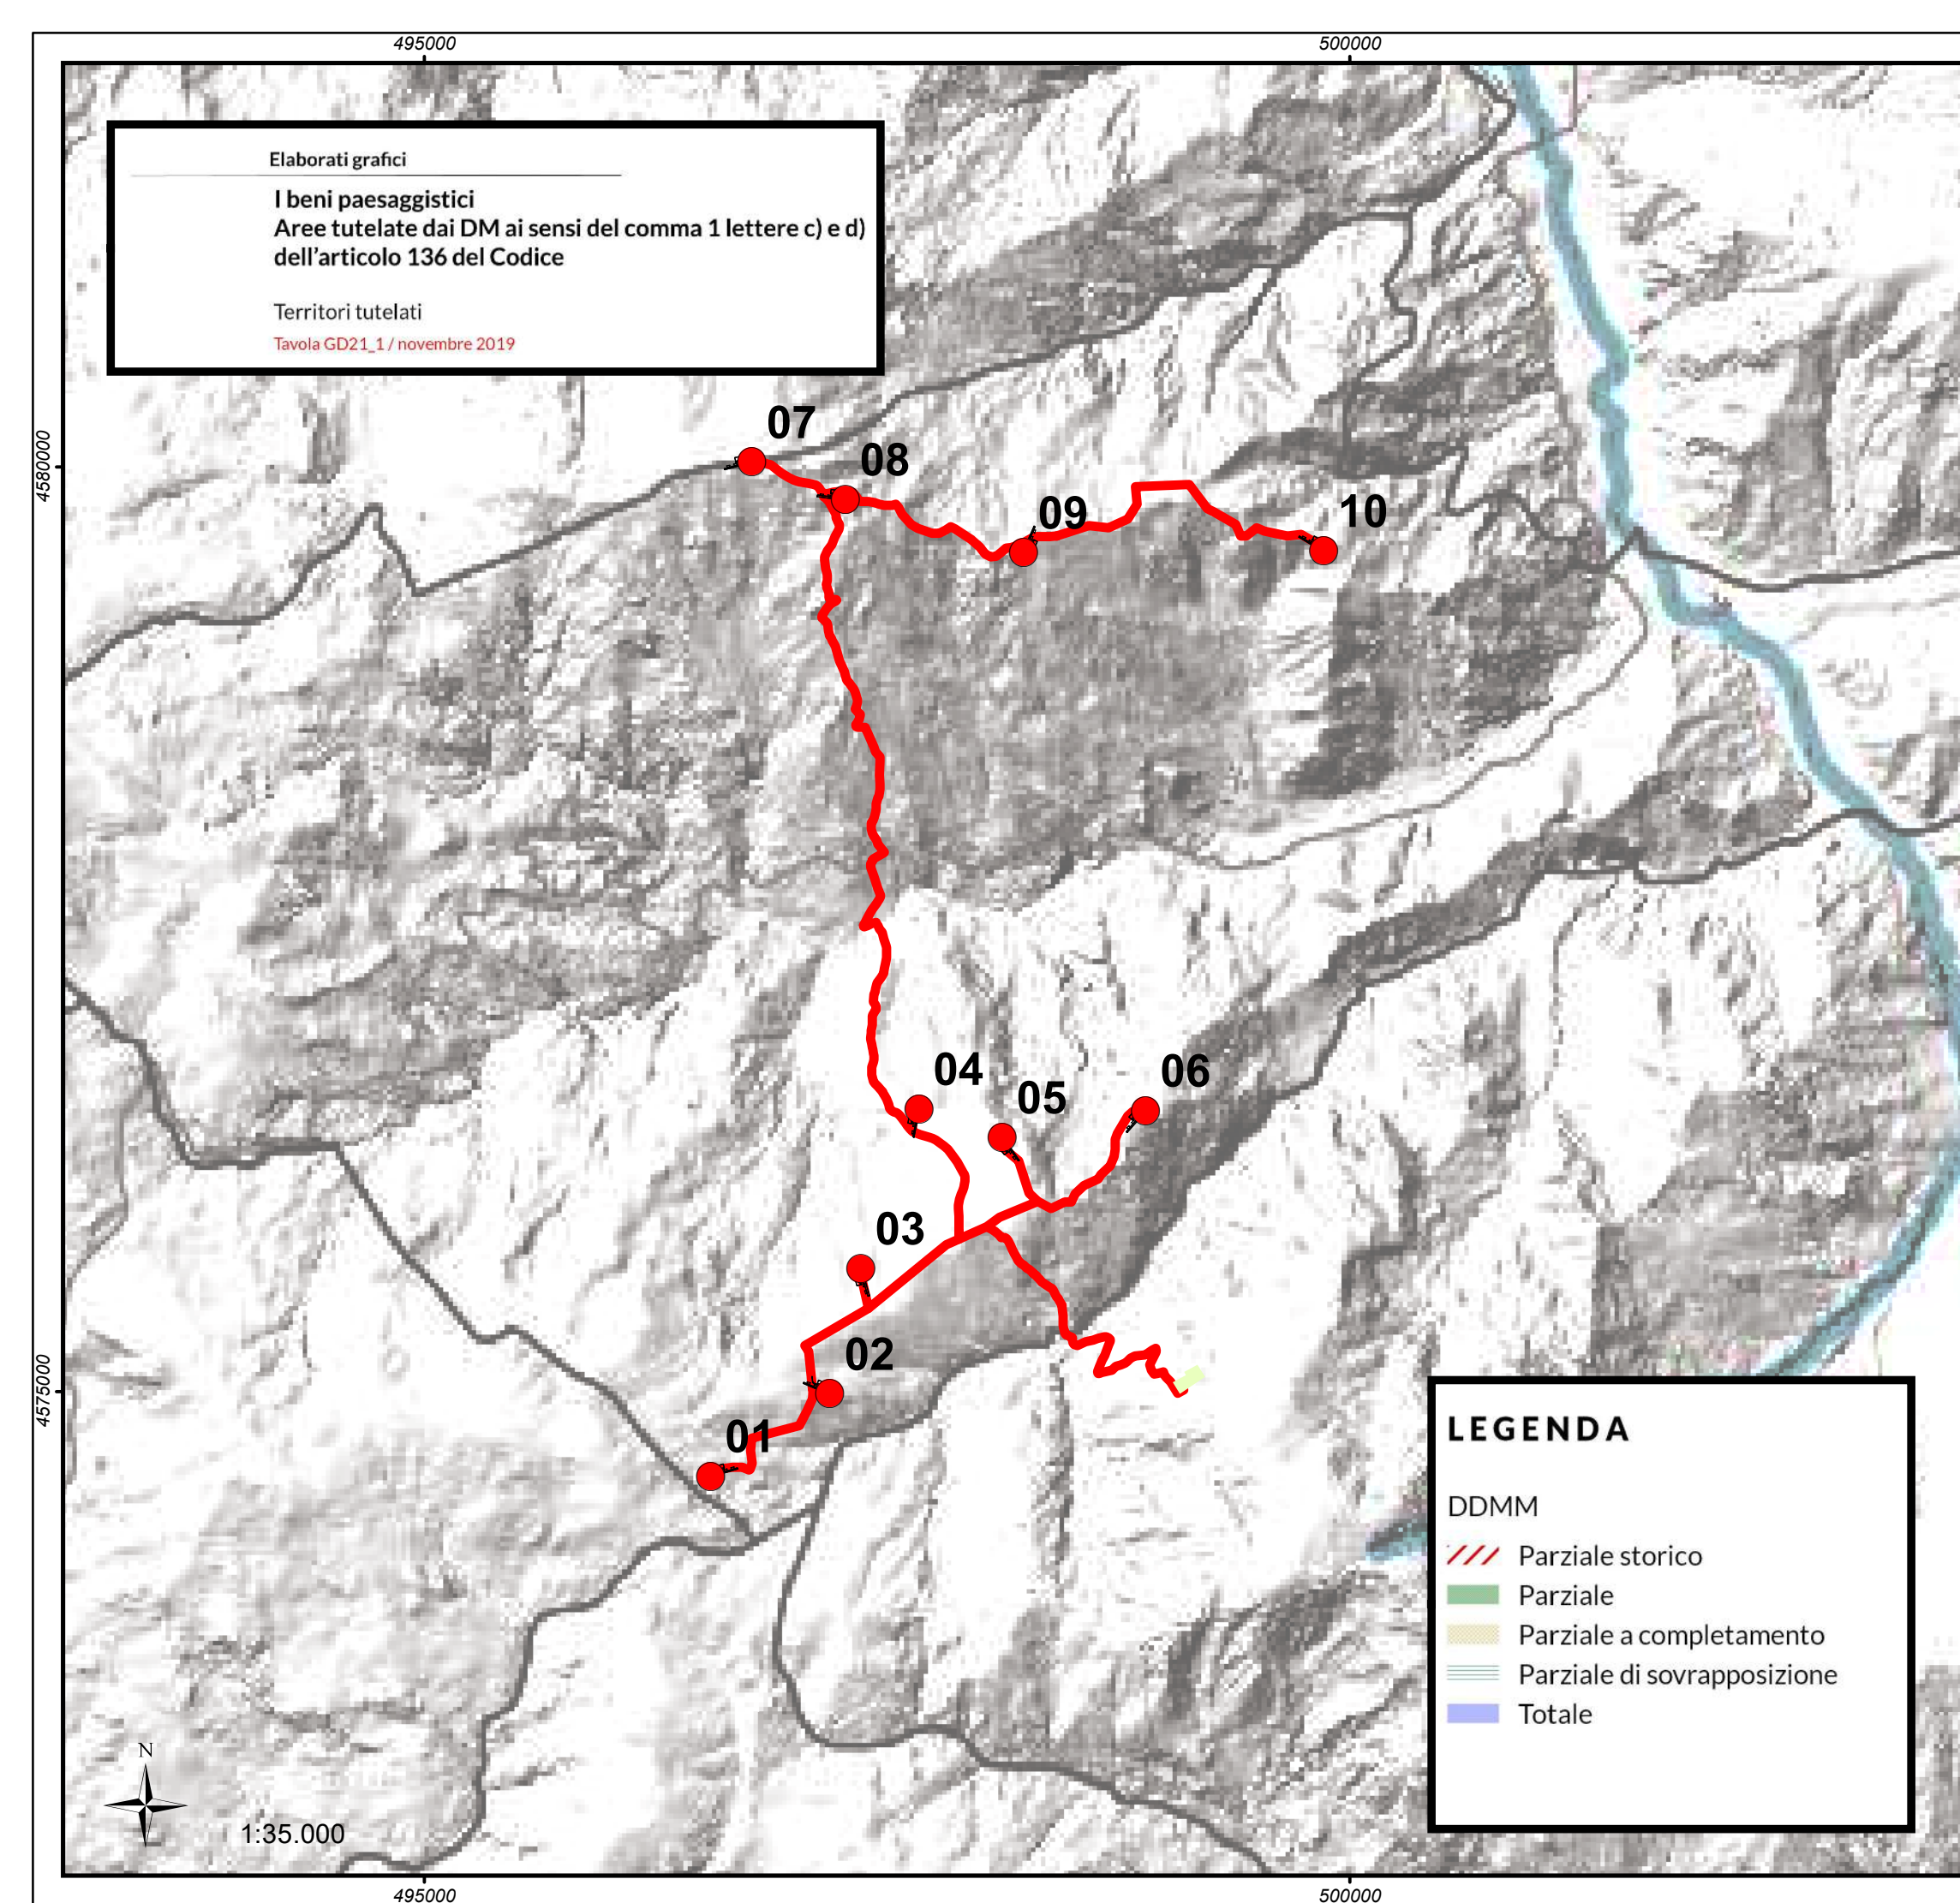 495000
500000
Elaborati grafici
I beni paesaggistici
Aree tutelate dai DM ai sensi del comma 1 lettere c) e d)
dell'articolo 136 del Codice
Territori tutelati
Tavola GD21_1 / novembre 2019
4580000
07
08
09
10
04
05
06
03
02
01
4575000
LEGENDA
DDMM
Parziale storico
Parziale
Parziale a completamento
Parziale di sovrapposizione
Totale
N
1:35.000
495000
500000